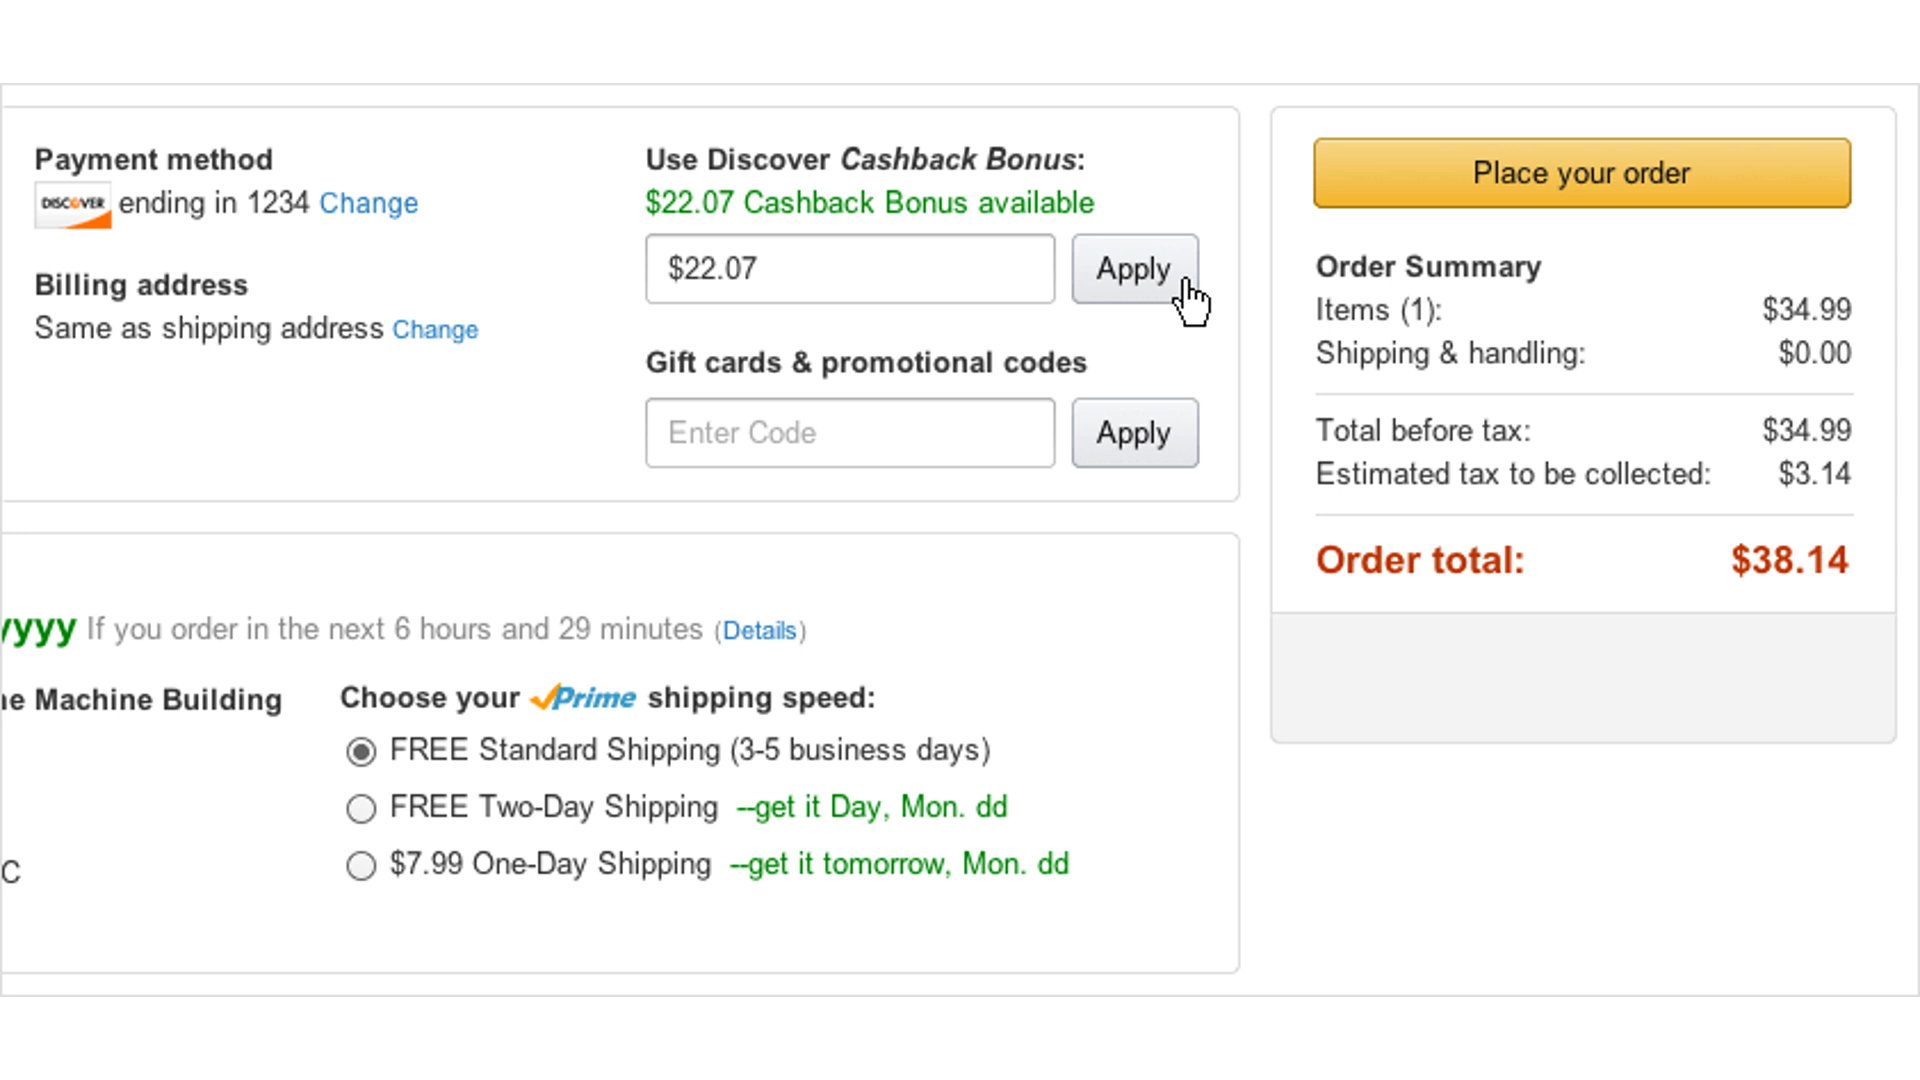 Payment method
DISCOVER ending in 1234 Change
Billing address
Same as shipping address Change
Use Discover Cashback Bonus:
$22.07 Cashback Bonus available
$22.07 Apply
Gift cards & promotional codes
Enter Code Apply
Place your order
Order Summary
Items (1): $34.99
Shipping & handling: $0.00
Total before tax: $34.99
Estimated tax to be collected: $3.14
Order total: $38.14
yyyy If you order in the next 6 hours and 29 minutes (Details)
ne Machine Building
C
Choose your Prime shipping speed:
FREE Standard Shipping (3-5 business days)
FREE Two-Day Shipping --get it Day, Mon. dd
$7.99 One-Day Shipping --get it tomorrow, Mon. dd